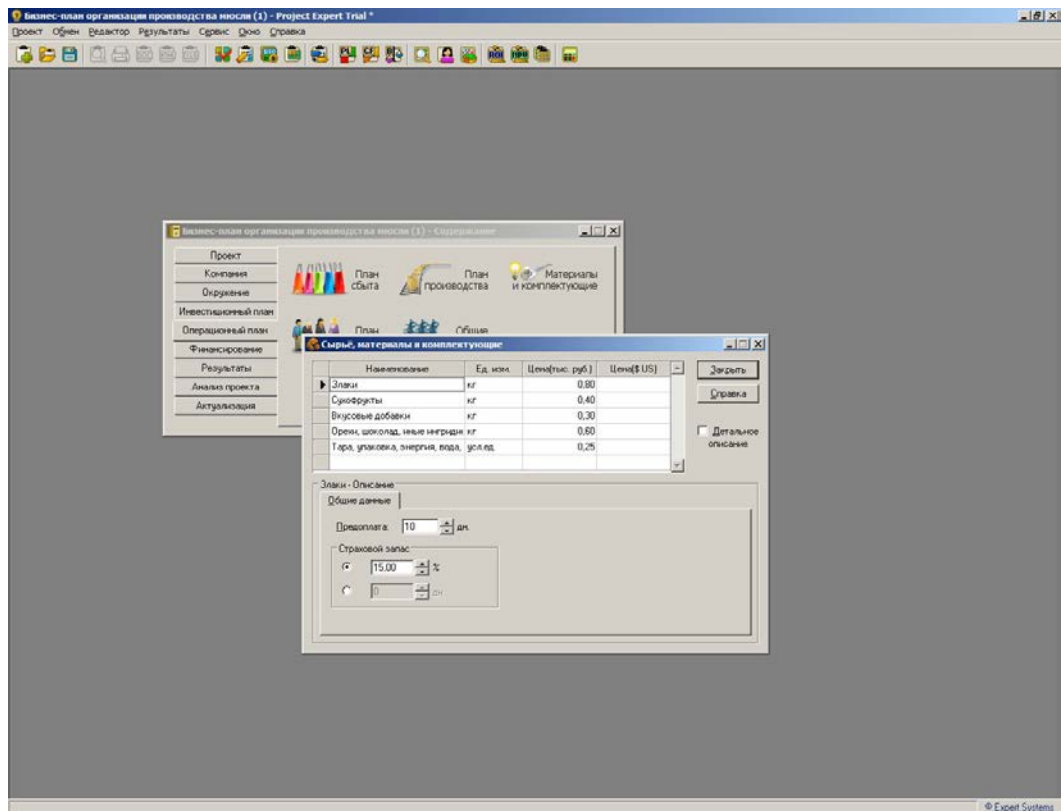 Бизнес-план организации производства мюсли (1) - Project Expert Trial *
Проект Обмен Редактор Результаты Сервис Окно Справка
Бизнес-план организации производства мюсли (1) - Содержание
Проект
Компания
Окружение
Инвестиционный план
Операционный план
Финансирование
Результаты
Анализ проекта
Актуализация
План сбыта
План производства
Материалы и комплектующие
План
Общие
Сырьё, материалы и комплектующие
Наименование Ед. изм. Цена(тыс. руб.) Цена($ US)
Злаки кг 0,80
Сухофрукты кг 0,40
Вкусовые добавки кг 0,30
Орехи, шоколад, иные ингридик кг 0,60
Тара, упаковка, энергия, вода, усл.ед. 0,25
Закрыть
Справка
Детальное
описание
Злаки - Описание
Общие данные
Предоплата: 10 дн.
Страховой запас
15,00 %
0 дн.
© Expert Systems